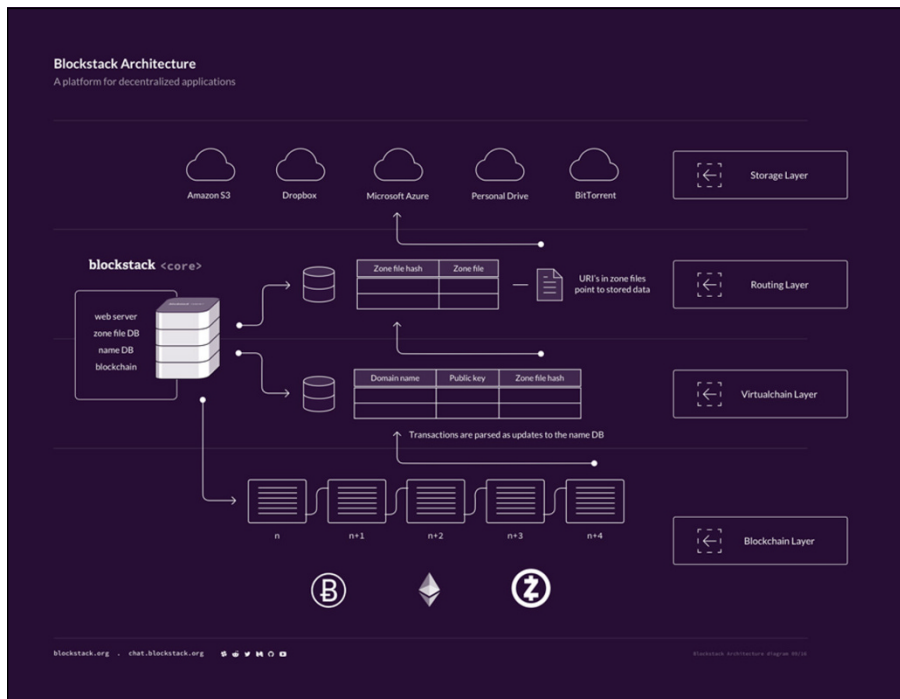 Blockstack Architecture
A platform for decentralized applications
Amazon S3
Dropbox
Microsoft Azure
Personal Drive
BitTorrent
Storage Layer
blockstack <core>
web server
zone file DB
name DB
blockchain
Zone file hash
Zone file
URI's in zone files
point to stored data
Routing Layer
Domain name
Public key
Zone file hash
Virtualchain Layer
Transactions are parsed as updates to the name DB
n
n+1
n+2
n+3
n+4
Blockchain Layer
blockstack.org . chat.blockstack.org
Blockstack Architecture diagram